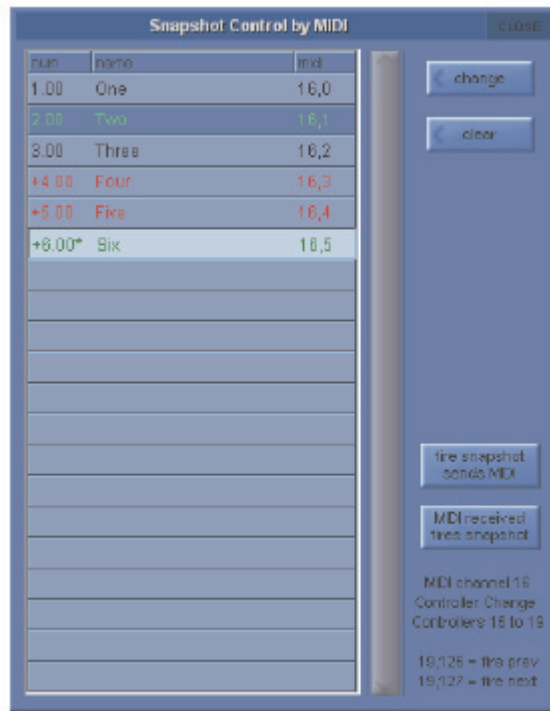 Snapshot Control by MIDI CLOSE
num name midi
1.00 One 16,0
2.00 Two 16,1
3.00 Three 16,2
+4.00 Four 16,3
+5.00 Five 16,4
+6.00* Six 16,5
change
clear
fire snapshot
sends MIDI
MIDI received
fires snapshot
MIDI channel 16
Controller Change
Controllers 16 to 19
19,126 = fire prev
19,127 = fire next